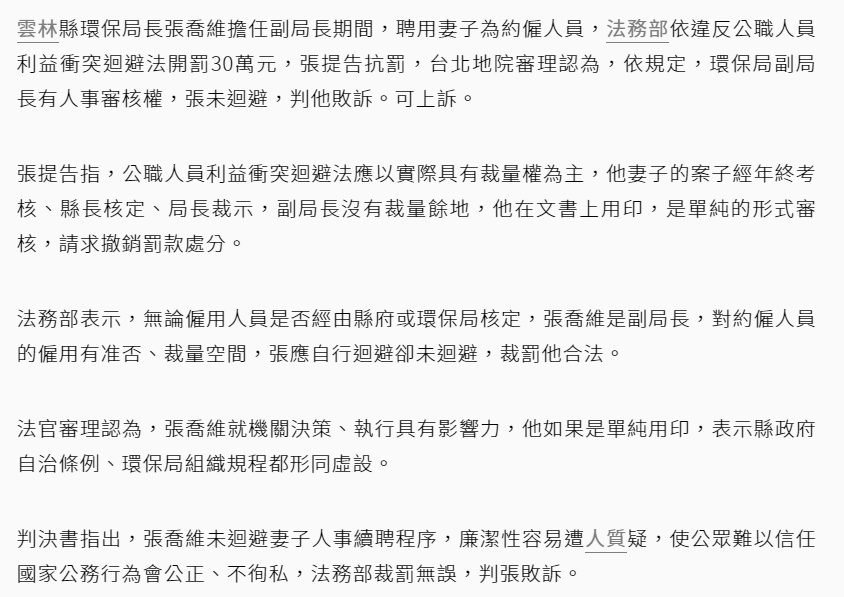 雲林縣環保局長張喬維擔任副局長期間，聘用妻子為約僱人員，法務部依違反公職人員
利益衝突迴避法開罰30萬元，張提告抗罰，台北地院審理認為，依規定，環保局副局
長有人事審核權，張未迴避，判他敗訴。可上訴。
張提告指，公職人員利益衝突迴避法應以實際具有裁量權為主，他妻子的案子經年終考
核、縣長核定、局長裁示，副局長沒有裁量餘地，他在文書上用印，是單純的形式審
核，請求撤銷罰款處分。
法務部表示，無論僱用人員是否經由縣府或環保局核定，張喬維是副局長，對約僱人員
的僱用有准否、裁量空間，張應自行迴避卻未迴避，裁罰他合法。
法官審理認為，張喬維就機關決策、執行具有影響力，他如果是單純用印，表示縣政府
自治條例、環保局組織規程都形同虛設。
判決書指出，張喬維未迴避妻子人事續聘程序，廉潔性容易遭人質疑，使公眾難以信任
國家公務行為會公正、不徇私，法務部裁罰無誤，判張敗訴。